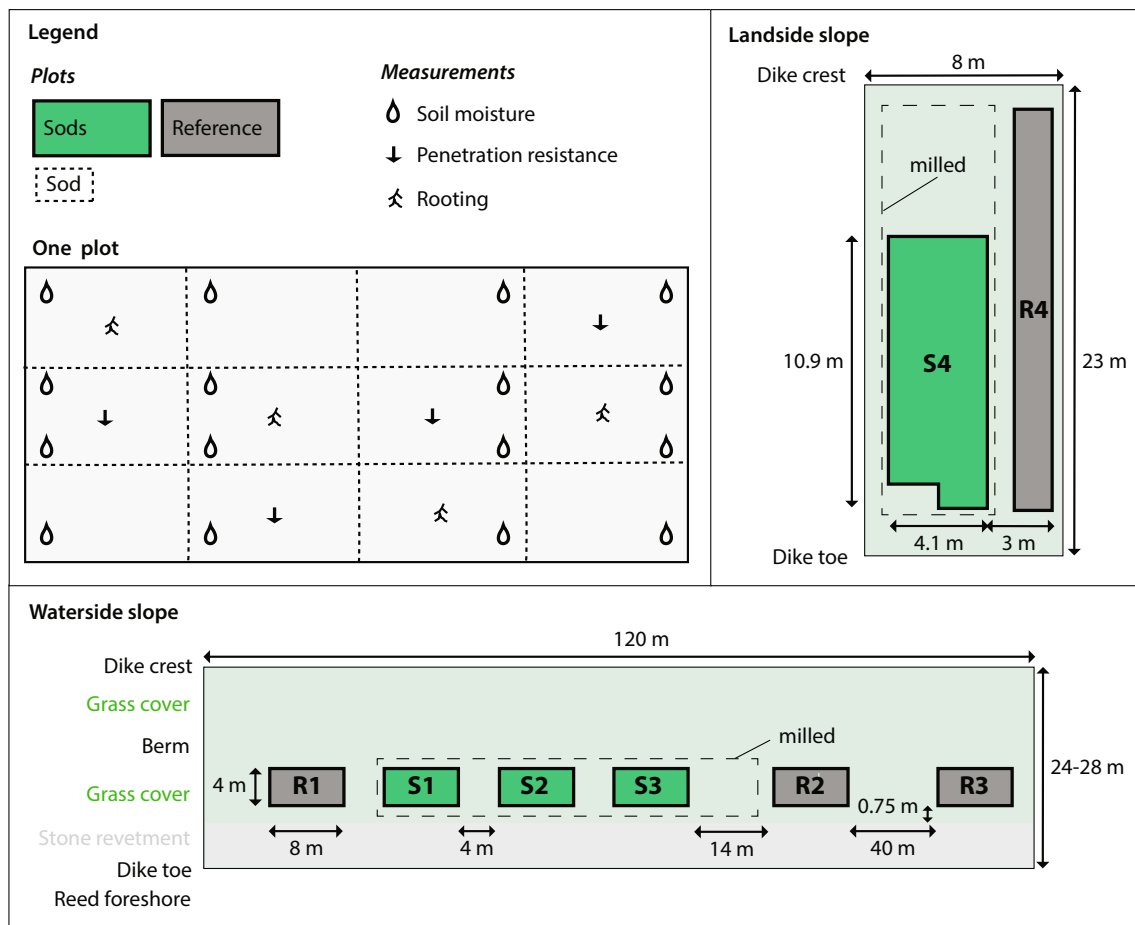 Legend
Plots
Sods
Reference
Sod
Measurements
Soil moisture
Penetration resistance
Rooting
One plot
Landside slope
Dike crest
8 m
milled
S4
R4
10.9 m
23 m
4.1 m
3 m
Dike toe
Waterside slope
120 m
Dike crest
Grass cover
Berm
milled
24-28 m
4 m
R1
S1
S2
S3
R2
R3
Grass cover
0.75 m
Stone revetment
8 m
4 m
14 m
40 m
Dike toe
Reed foreshore